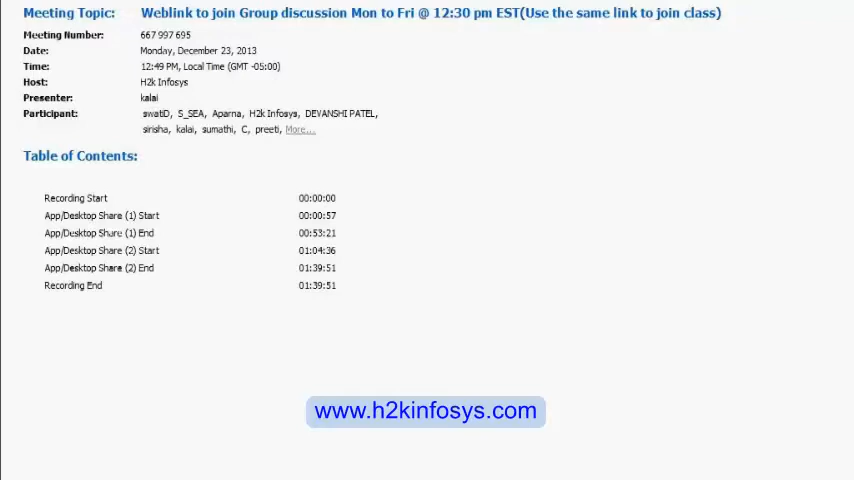 Meeting Topic: Weblink to join Group discussion Mon to Fri @ 12:30 pm EST(Use the same link to join class)
Meeting Number: 667 997 695
Date: Monday, December 23, 2013
Time: 12:49 PM, Local Time (GMT -05:00)
Host: H2k Infosys
Presenter: kalai
Participant: swatiD, S_SEA, Aparna, H2k Infosys, DEVANSHI PATEL,
sirisha, kalai, sumathi, C, preeti, More...
Table of Contents:
Recording Start 00:00:00
App/Desktop Share (1) Start 00:00:57
App/Desktop Share (1) End 00:53:21
App/Desktop Share (2) Start 01:04:36
App/Desktop Share (2) End 01:39:51
Recording End 01:39:51
www.h2kinfosys.com